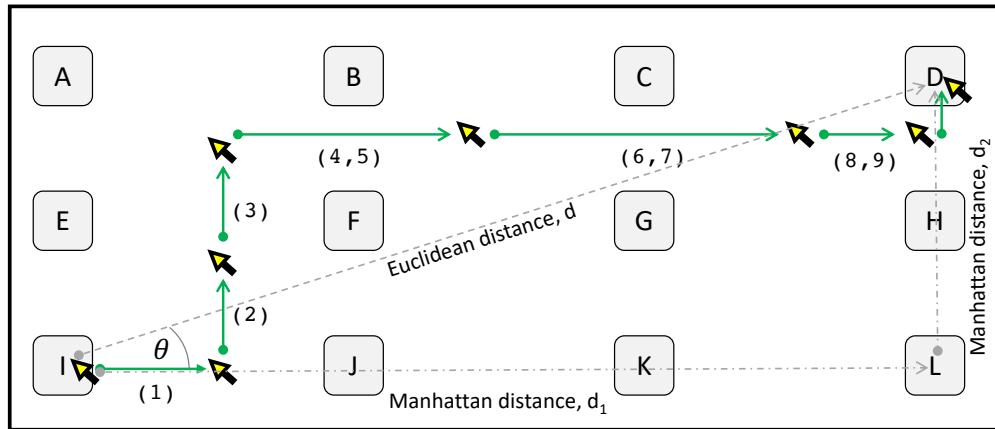 A
B
C
D
(4,5)
(6,7)
(8,9)
E
(3)
F
G
H
Euclidean distance, d
Manhattan distance, d₂
(2)
θ
I
J
K
L
(1)
Manhattan distance, d₁